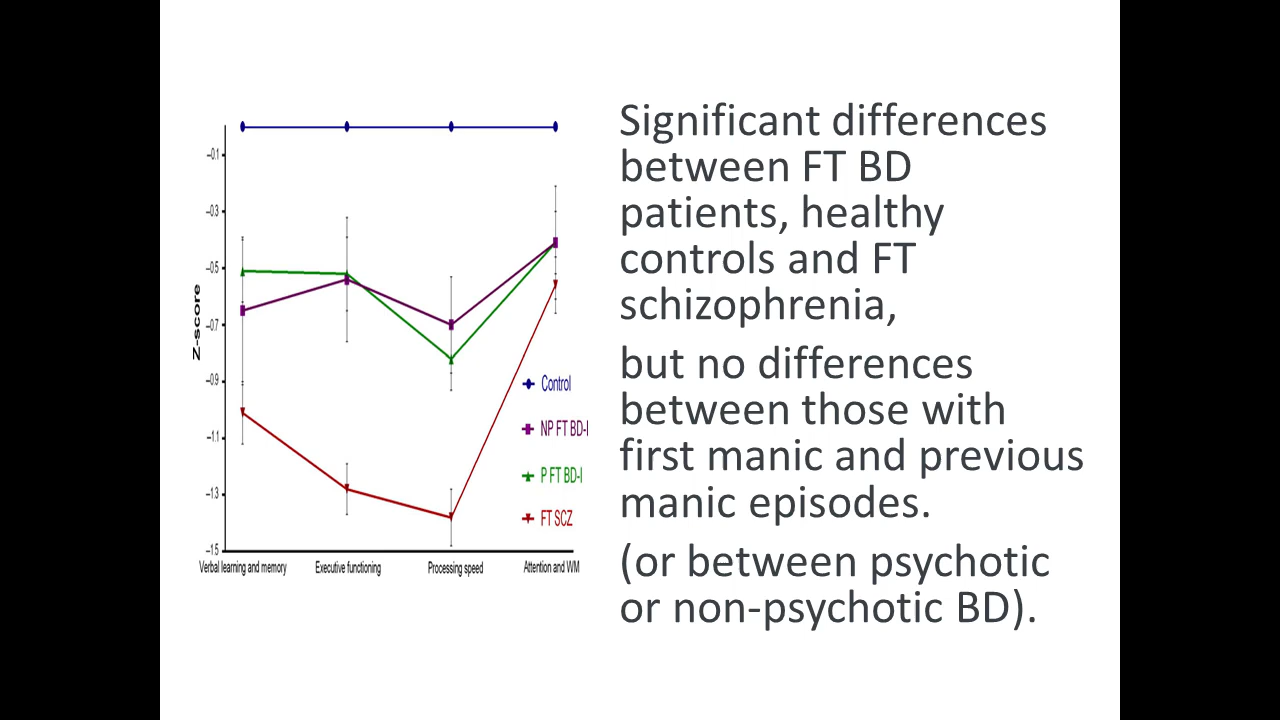 Significant differences
between FT BD
patients, healthy
controls and FT
schizophrenia,
but no differences
between those with
first manic and previous
manic episodes.
(or between psychotic
or non-psychotic BD).
Z-score
–0.1
–0.3
–0.5
–0.7
–0.9
–1.1
–1.3
–1.5
Control
NP FT BD-I
P FT BD-I
FT SCZ
Verbal learning and memory
Executive functioning
Processing speed
Attention and WM